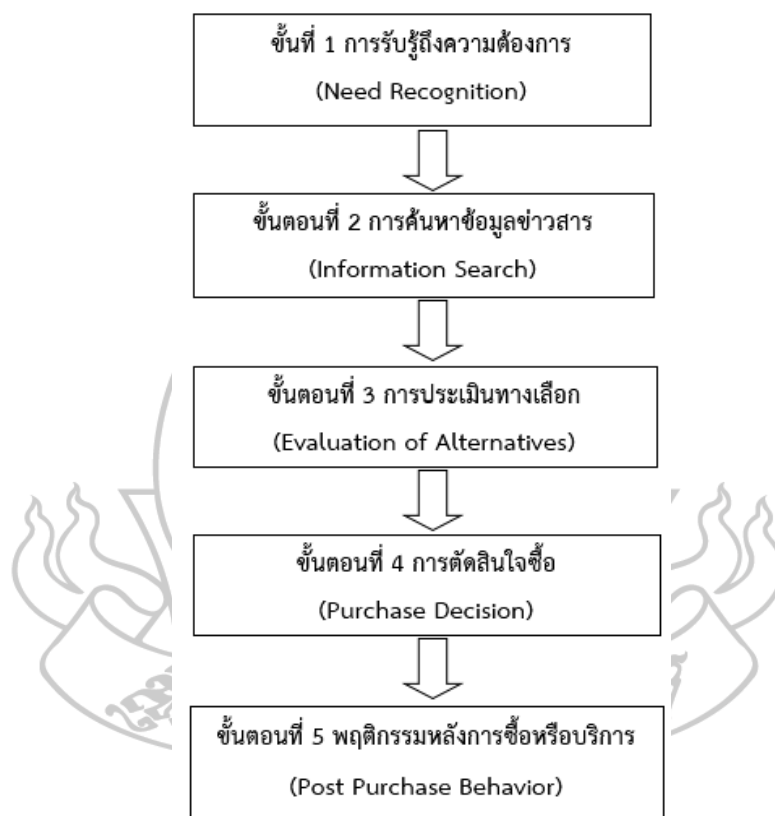 ขั้นที่ 1 การรับรู้ถึงความต้องการ
(Need Recognition)
ขั้นตอนที่ 2 การค้นหาข้อมูลข่าวสาร
(Information Search)
ขั้นตอนที่ 3 การประเมินทางเลือก
(Evaluation of Alternatives)
ขั้นตอนที่ 4 การตัดสินใจซื้อ
(Purchase Decision)
ขั้นตอนที่ 5 พฤติกรรมหลังการซื้อหรือบริการ
(Post Purchase Behavior)